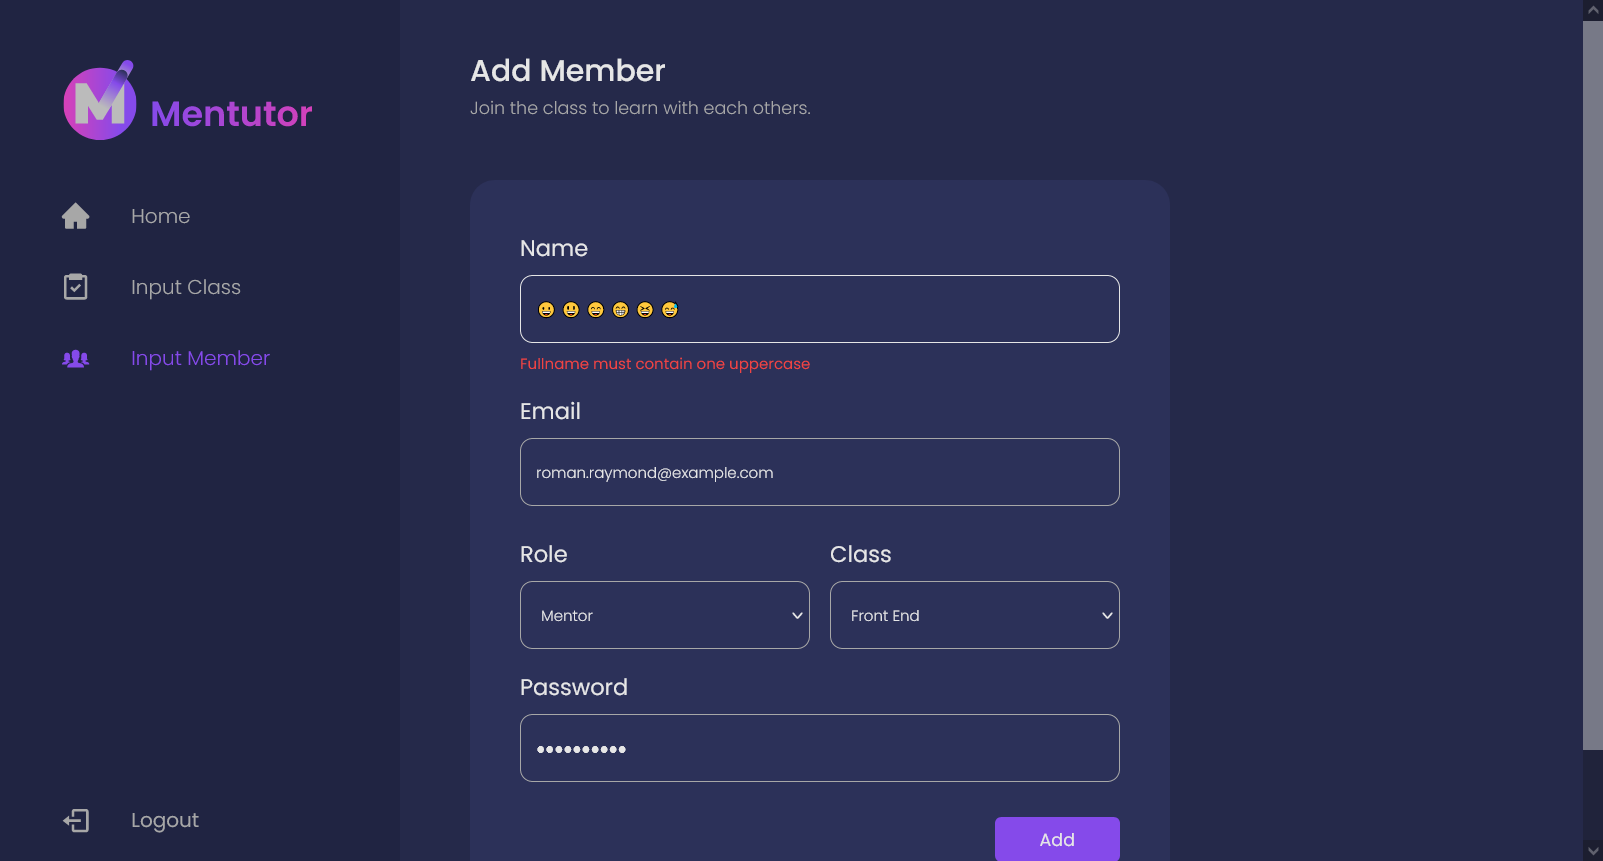 Mentutor
Home
Input Class
Input Member
Logout
Add Member
Join the class to learn with each others.
Name
😀 😃 😄 😁 😆 😅
Fullname must contain one uppercase
Email
roman.raymond@example.com
Role
Class
Mentor
Front End
Password
••••••••••
Add